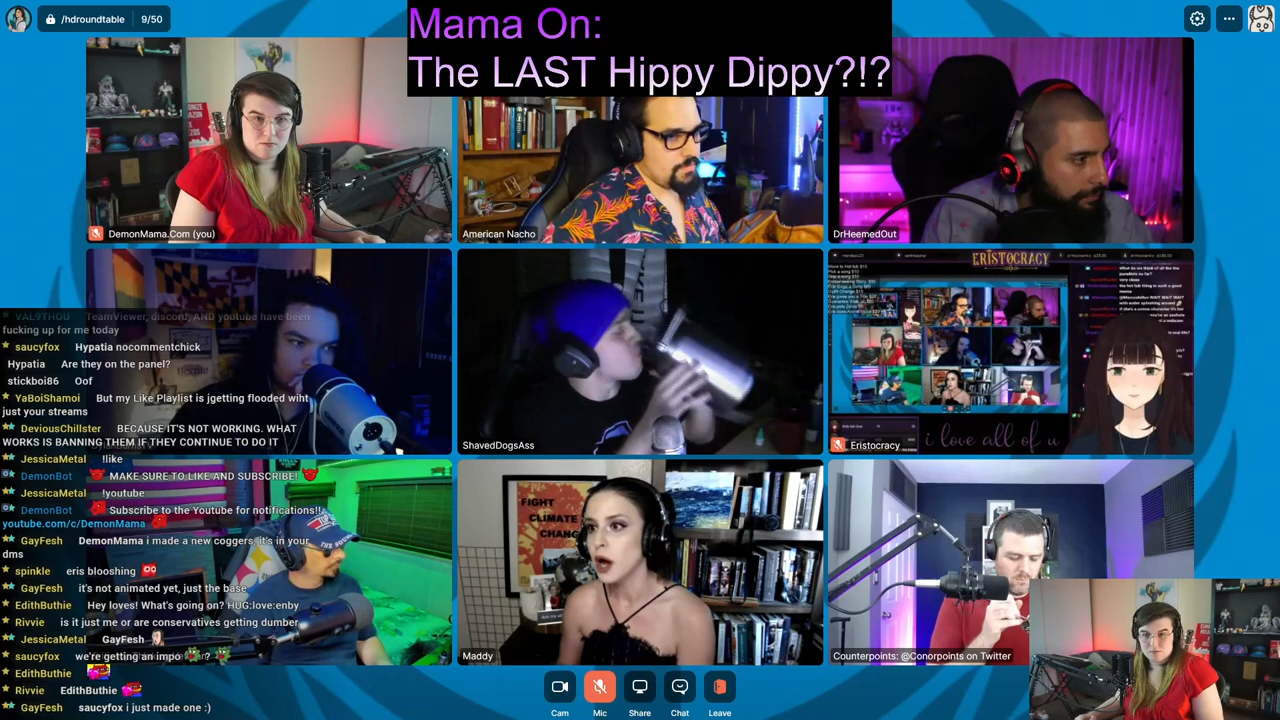 /hdroundtable 9/50
Mama On:
The LAST Hippy Dippy?!?
DemonMama.Com (you)
American Nacho
DrHeemedOut
VAL9THOU TeamViewer, discord, AND youtube have been
fucking up for me today
saucyfox Hypatia nocommentchick
Hypatia Are they on the panel?
stickboi86 Oof
YaBoiShamoi But my Like Playlist is jgetting flooded wiht
just your streams
DeviousChillster BECAUSE IT'S NOT WORKING. WHAT
WORKS IS BANNING THEM IF THEY CONTINUE TO DO IT
JessicaMetal !like
DemonBot MAKE SURE TO LIKE AND SUBSCRIBE!
JessicaMetal !youtube
DemonBot Subscribe to the Youtube for notifications!!
youtube.com/c/DemonMama
GayFesh DemonMama i made a new coggers, it's in your
dms
spinkle eris blooshing
GayFesh it's not animated yet, just the base
EdithButhie Hey loves! What's going on? HUG:love:enby
Rivvie is it just me or are conservatives getting dumber
JessicaMetal GayFesh
saucyfox we're getting an impo ?
EdithButhie
Rivvie EdithButhie
GayFesh saucyfox i just made one :)
ShavedDogsAss
ERISTOCRACY
i love all of u
Eristocracy
FIGHT
CLIMATE
CHANG
Maddy
Counterpoints: @Conorpoints on Twitter
Cam Mic Share Chat Leave